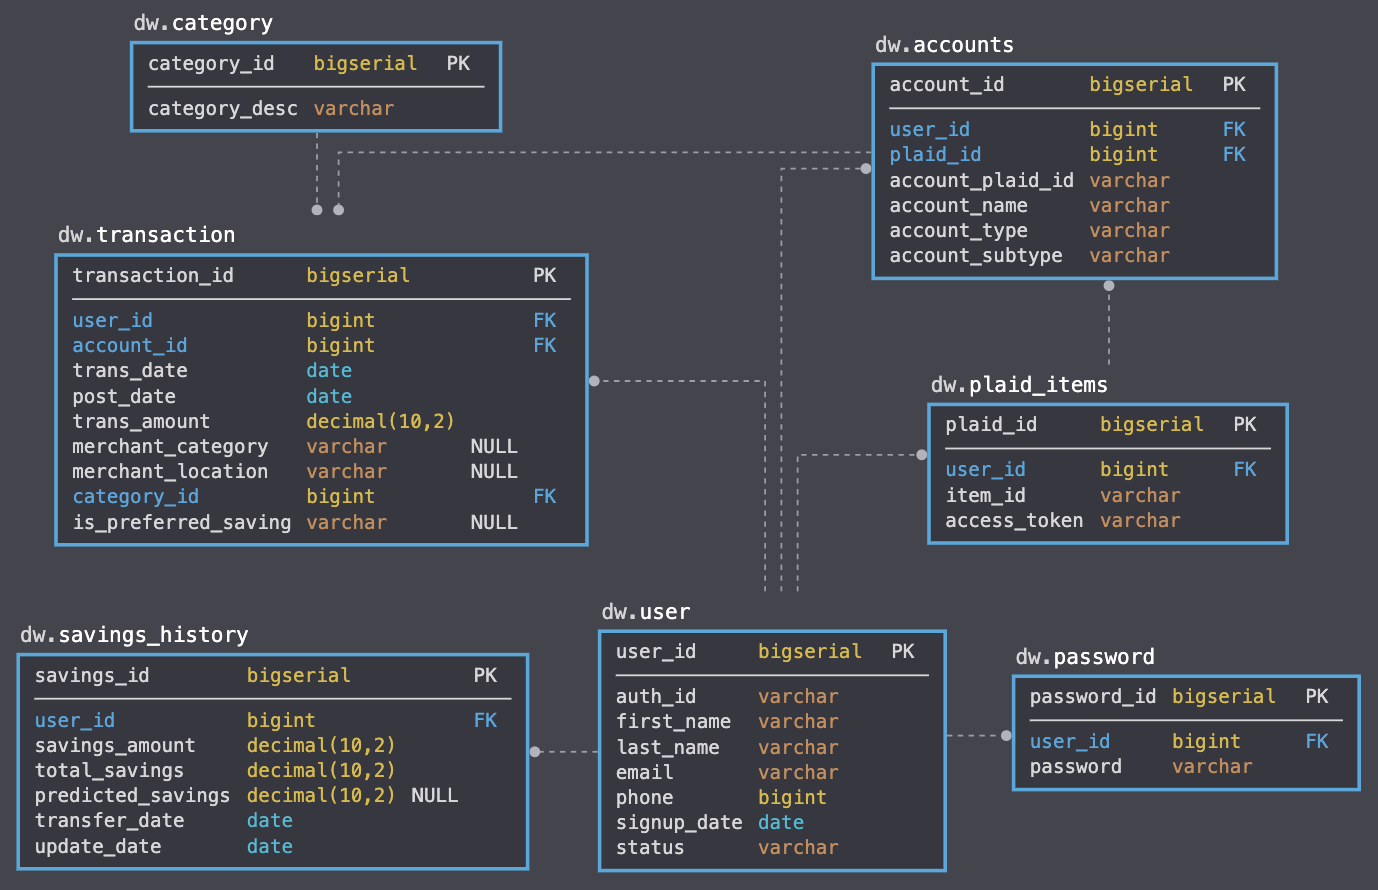 dw.category
category_id bigserial PK
category_desc varchar
dw.accounts
account_id bigserial PK
user_id bigint FK
plaid_id bigint FK
account_plaid_id varchar
account_name varchar
account_type varchar
account_subtype varchar
dw.transaction
transaction_id bigserial PK
user_id bigint FK
account_id bigint FK
trans_date date
post_date date
trans_amount decimal(10,2)
merchant_category varchar NULL
merchant_location varchar NULL
category_id bigint FK
is_preferred_saving varchar NULL
dw.plaid_items
plaid_id bigserial PK
user_id bigint FK
item_id varchar
access_token varchar
dw.savings_history
savings_id bigserial PK
user_id bigint FK
savings_amount decimal(10,2)
total_savings decimal(10,2)
predicted_savings decimal(10,2) NULL
transfer_date date
update_date date
dw.user
user_id bigserial PK
auth_id varchar
first_name varchar
last_name varchar
email varchar
phone bigint
signup_date date
status varchar
dw.password
password_id bigserial PK
user_id bigint FK
password varchar